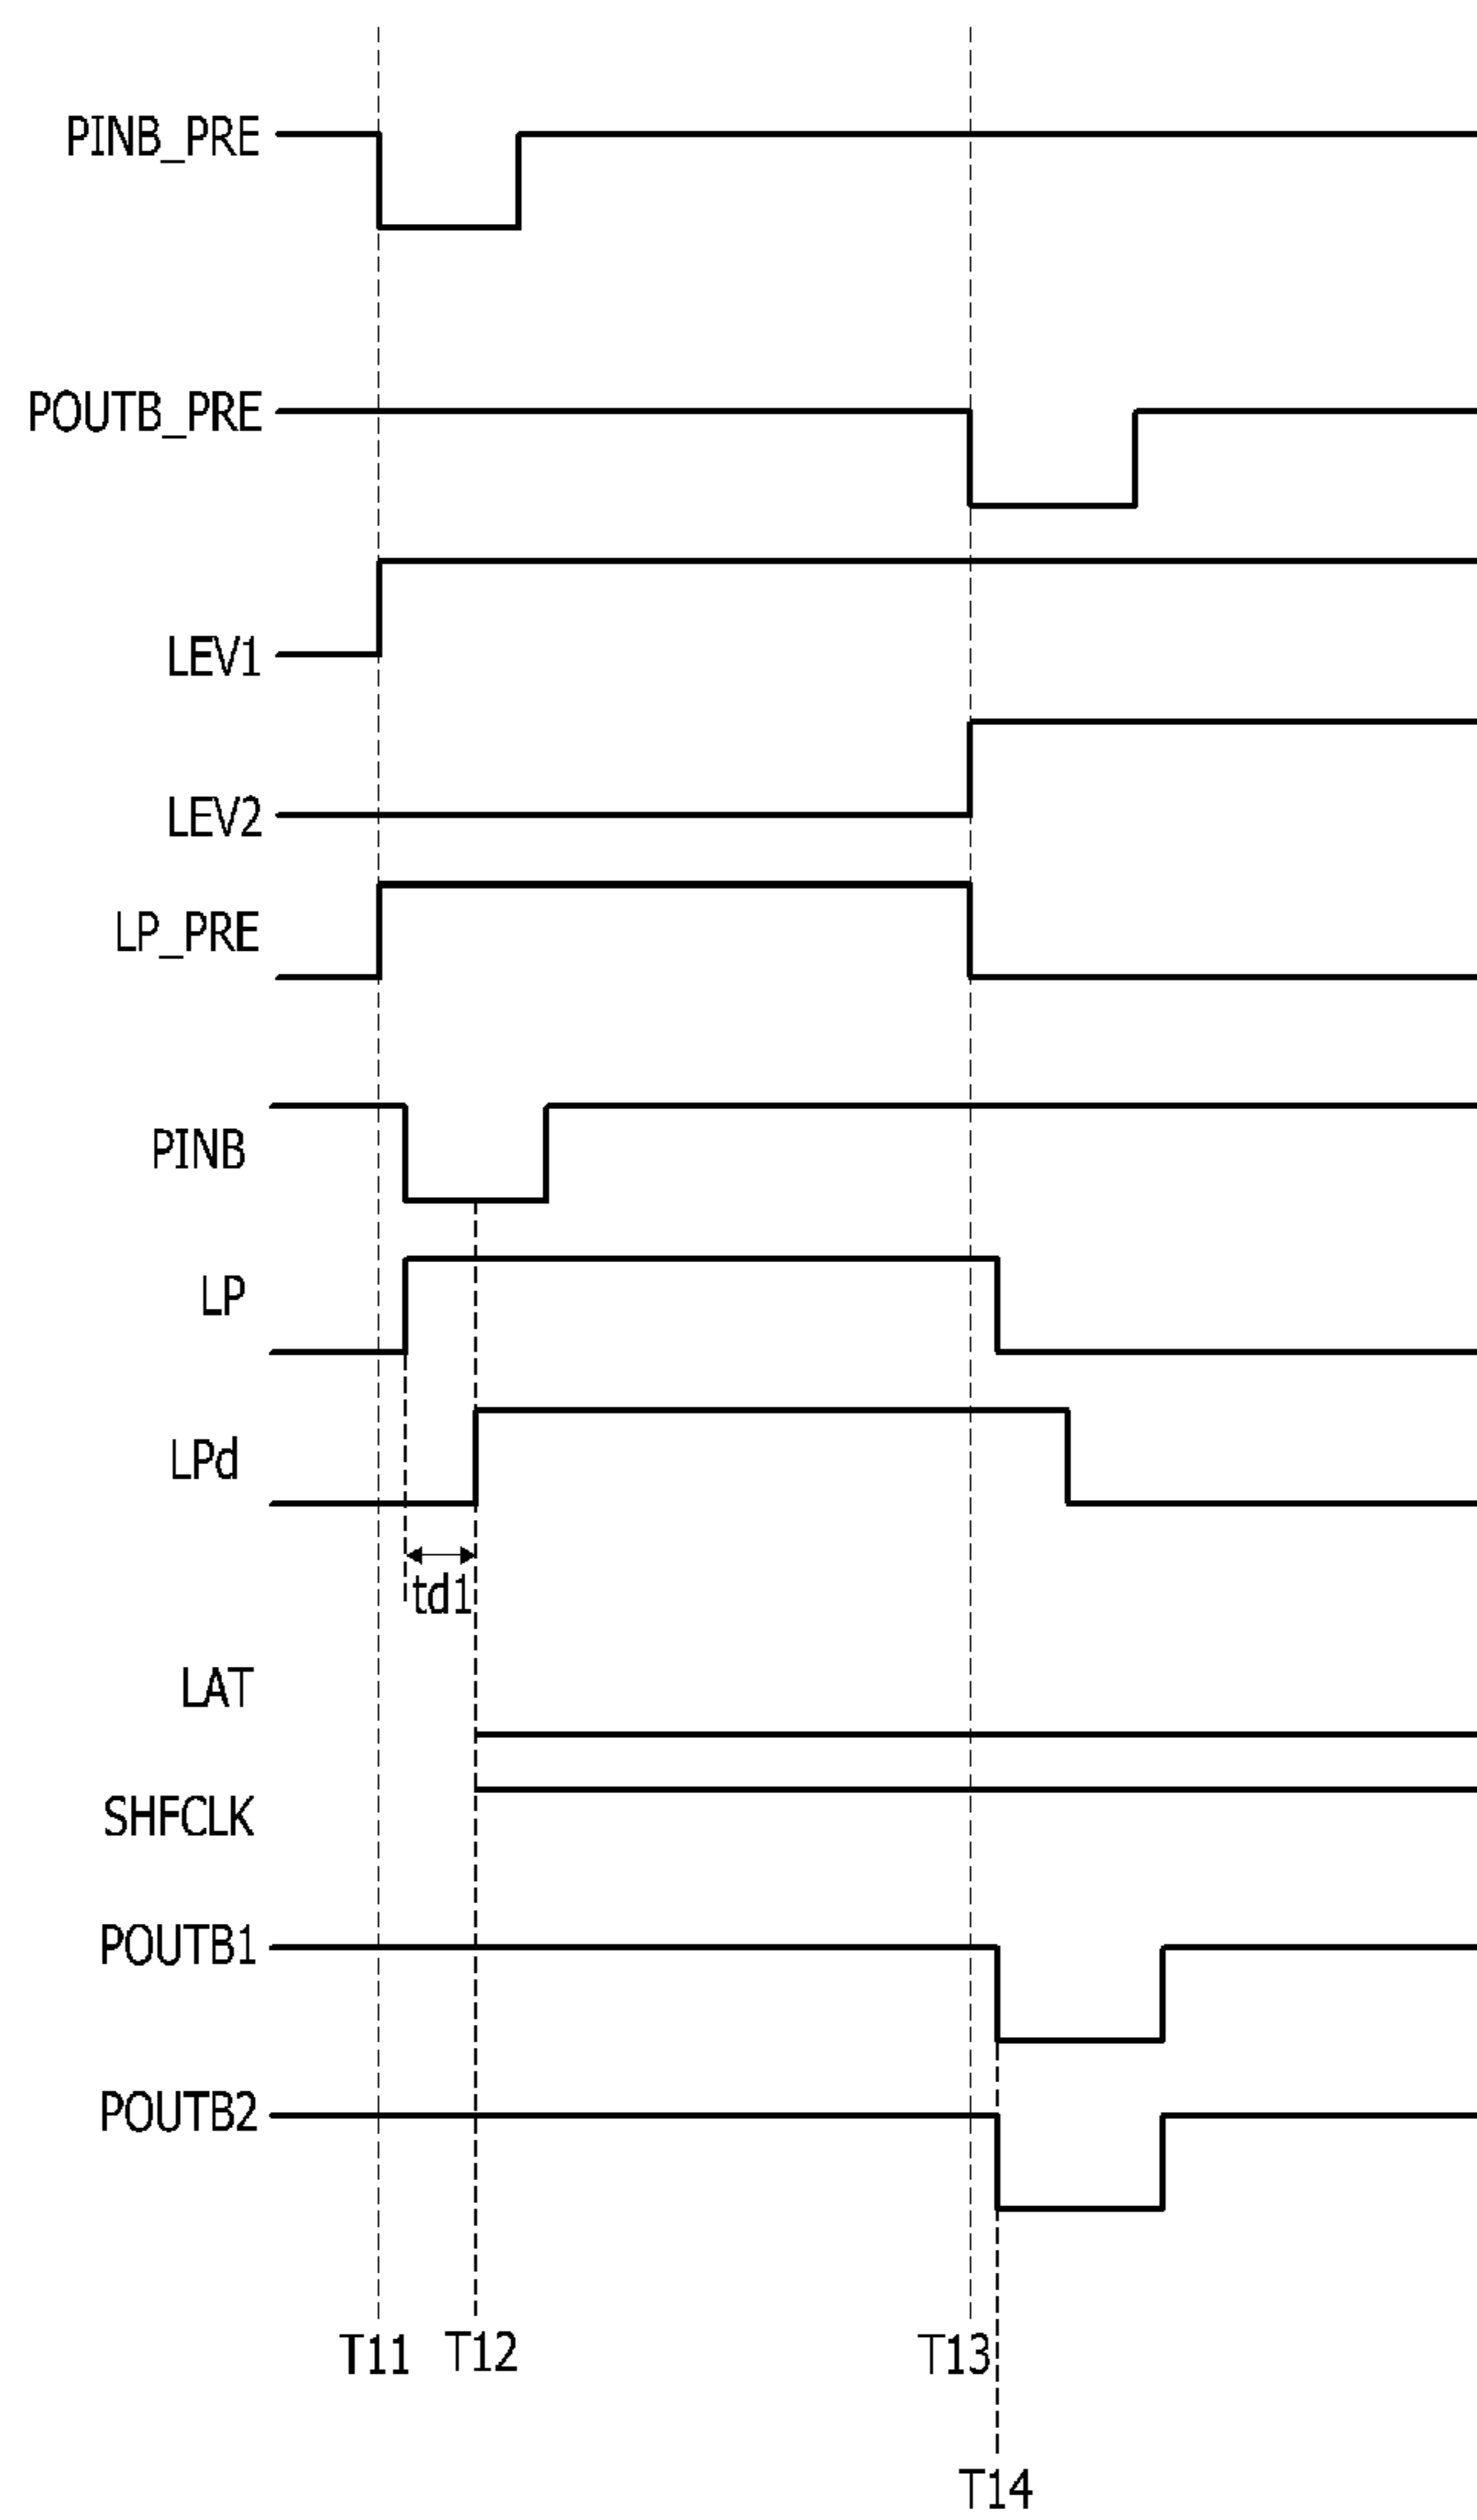 PINB_PRE
POUTB_PRE
LEV1
LEV2
LP_PRE
PINB
LP
LPd
td1
LAT
SHFCLK
POUTB1
POUTB2
T11 T12 T13
T14